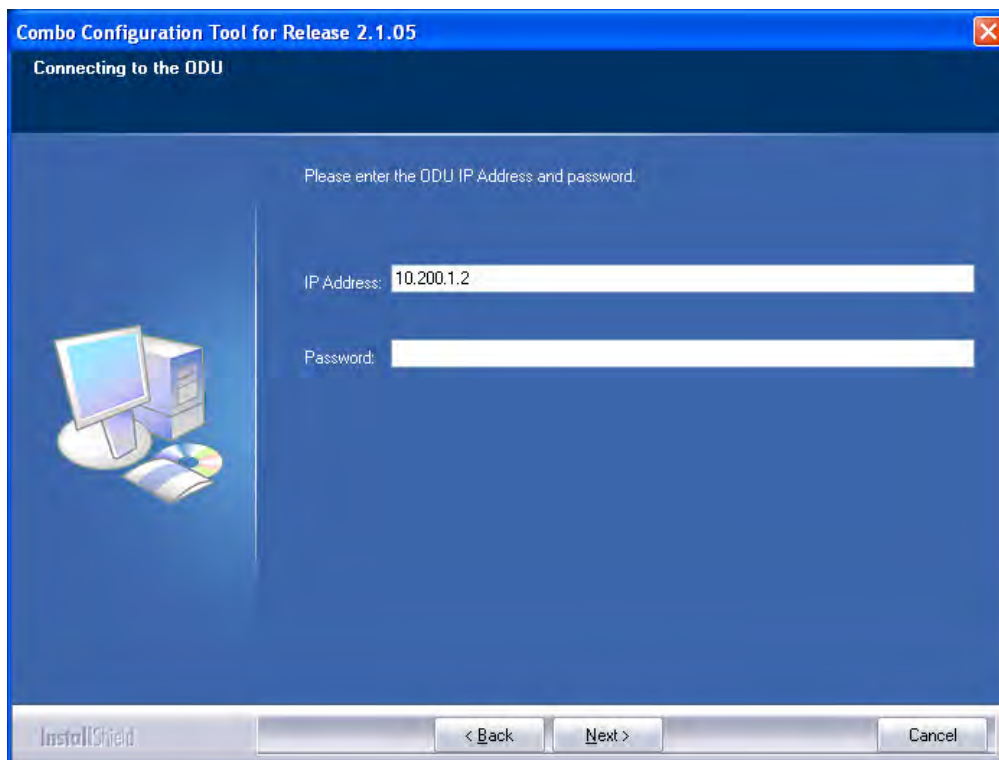 Combo Configuration Tool for Release 2.1.05
Connecting to the ODU
Please enter the ODU IP Address and password.
IP Address: 10.200.1.2
Password:
InstallShield
< Back Next > Cancel